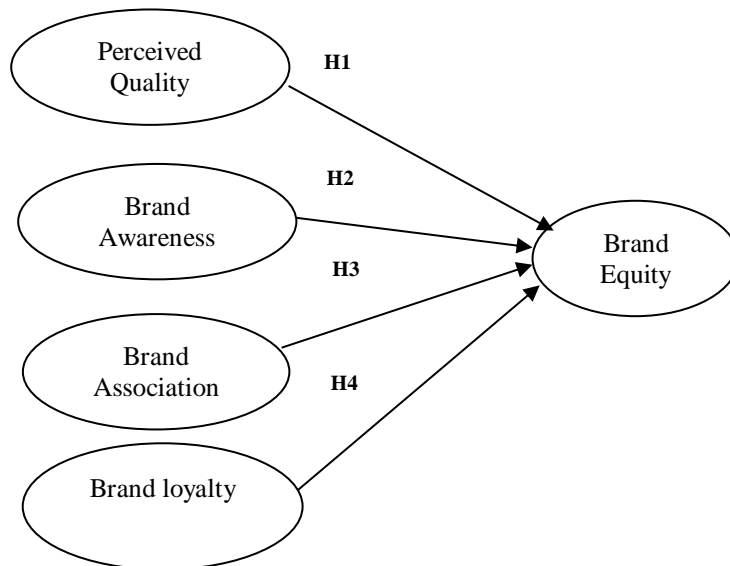 Perceived
Quality
H1
H2
Brand
Awareness
Brand
Equity
H3
Brand
Association
H4
Brand loyalty